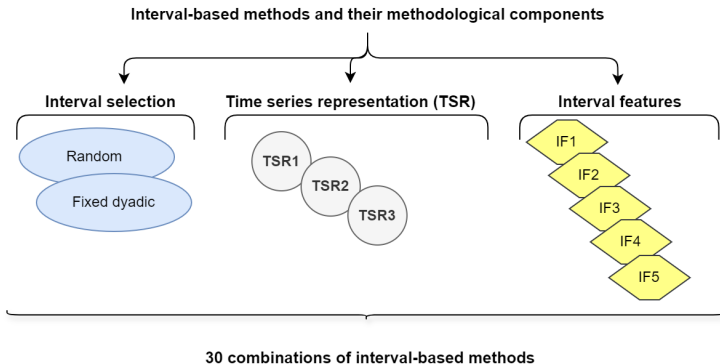 Interval-based methods and their methodological components
Interval selection
Time series representation (TSR)
Interval features
Random
Fixed dyadic
TSR1
TSR2
TSR3
IF1
IF2
IF3
IF4
IF5
30 combinations of interval-based methods